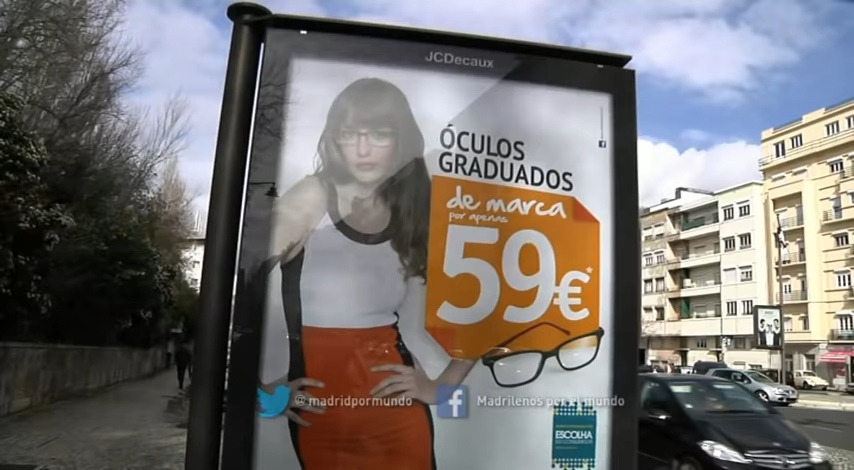 JCDecaux
ÓCULOS
GRADUADOS
de marca
por apenas
59€*
@madridpormundo
Madrileños por el mundo
ESCOLHA